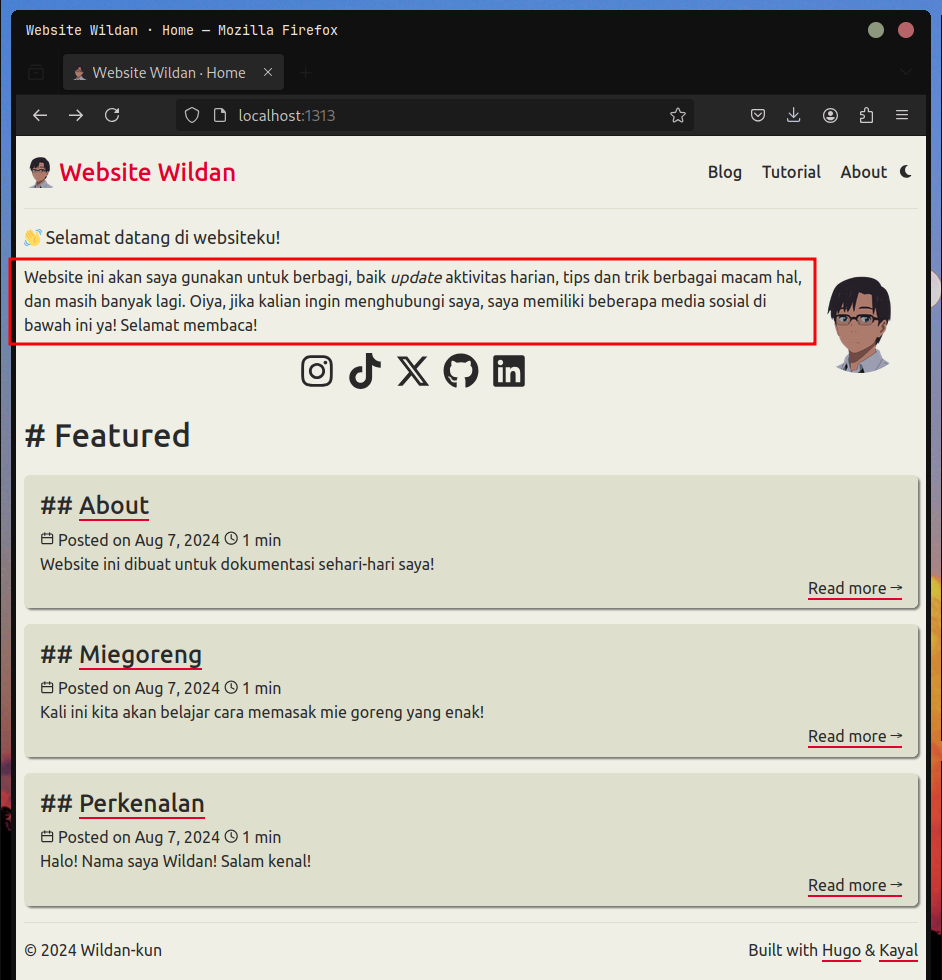 Website Wildan · Home — Mozilla Firefox
Website Wildan · Home
localhost:1313
Website Wildan
Blog Tutorial About
👋 Selamat datang di websiteku!
Website ini akan saya gunakan untuk berbagi, baik update aktivitas harian, tips dan trik berbagai macam hal,
dan masih banyak lagi. Oiya, jika kalian ingin menghubungi saya, saya memiliki beberapa media sosial di
bawah ini ya! Selamat membaca!
# Featured
## About
Posted on Aug 7, 2024 1 min
Website ini dibuat untuk dokumentasi sehari-hari saya!
Read more →
## Miegoreng
Posted on Aug 7, 2024 1 min
Kali ini kita akan belajar cara memasak mie goreng yang enak!
Read more →
## Perkenalan
Posted on Aug 7, 2024 1 min
Halo! Nama saya Wildan! Salam kenal!
Read more →
© 2024 Wildan-kun
Built with Hugo & Kayal